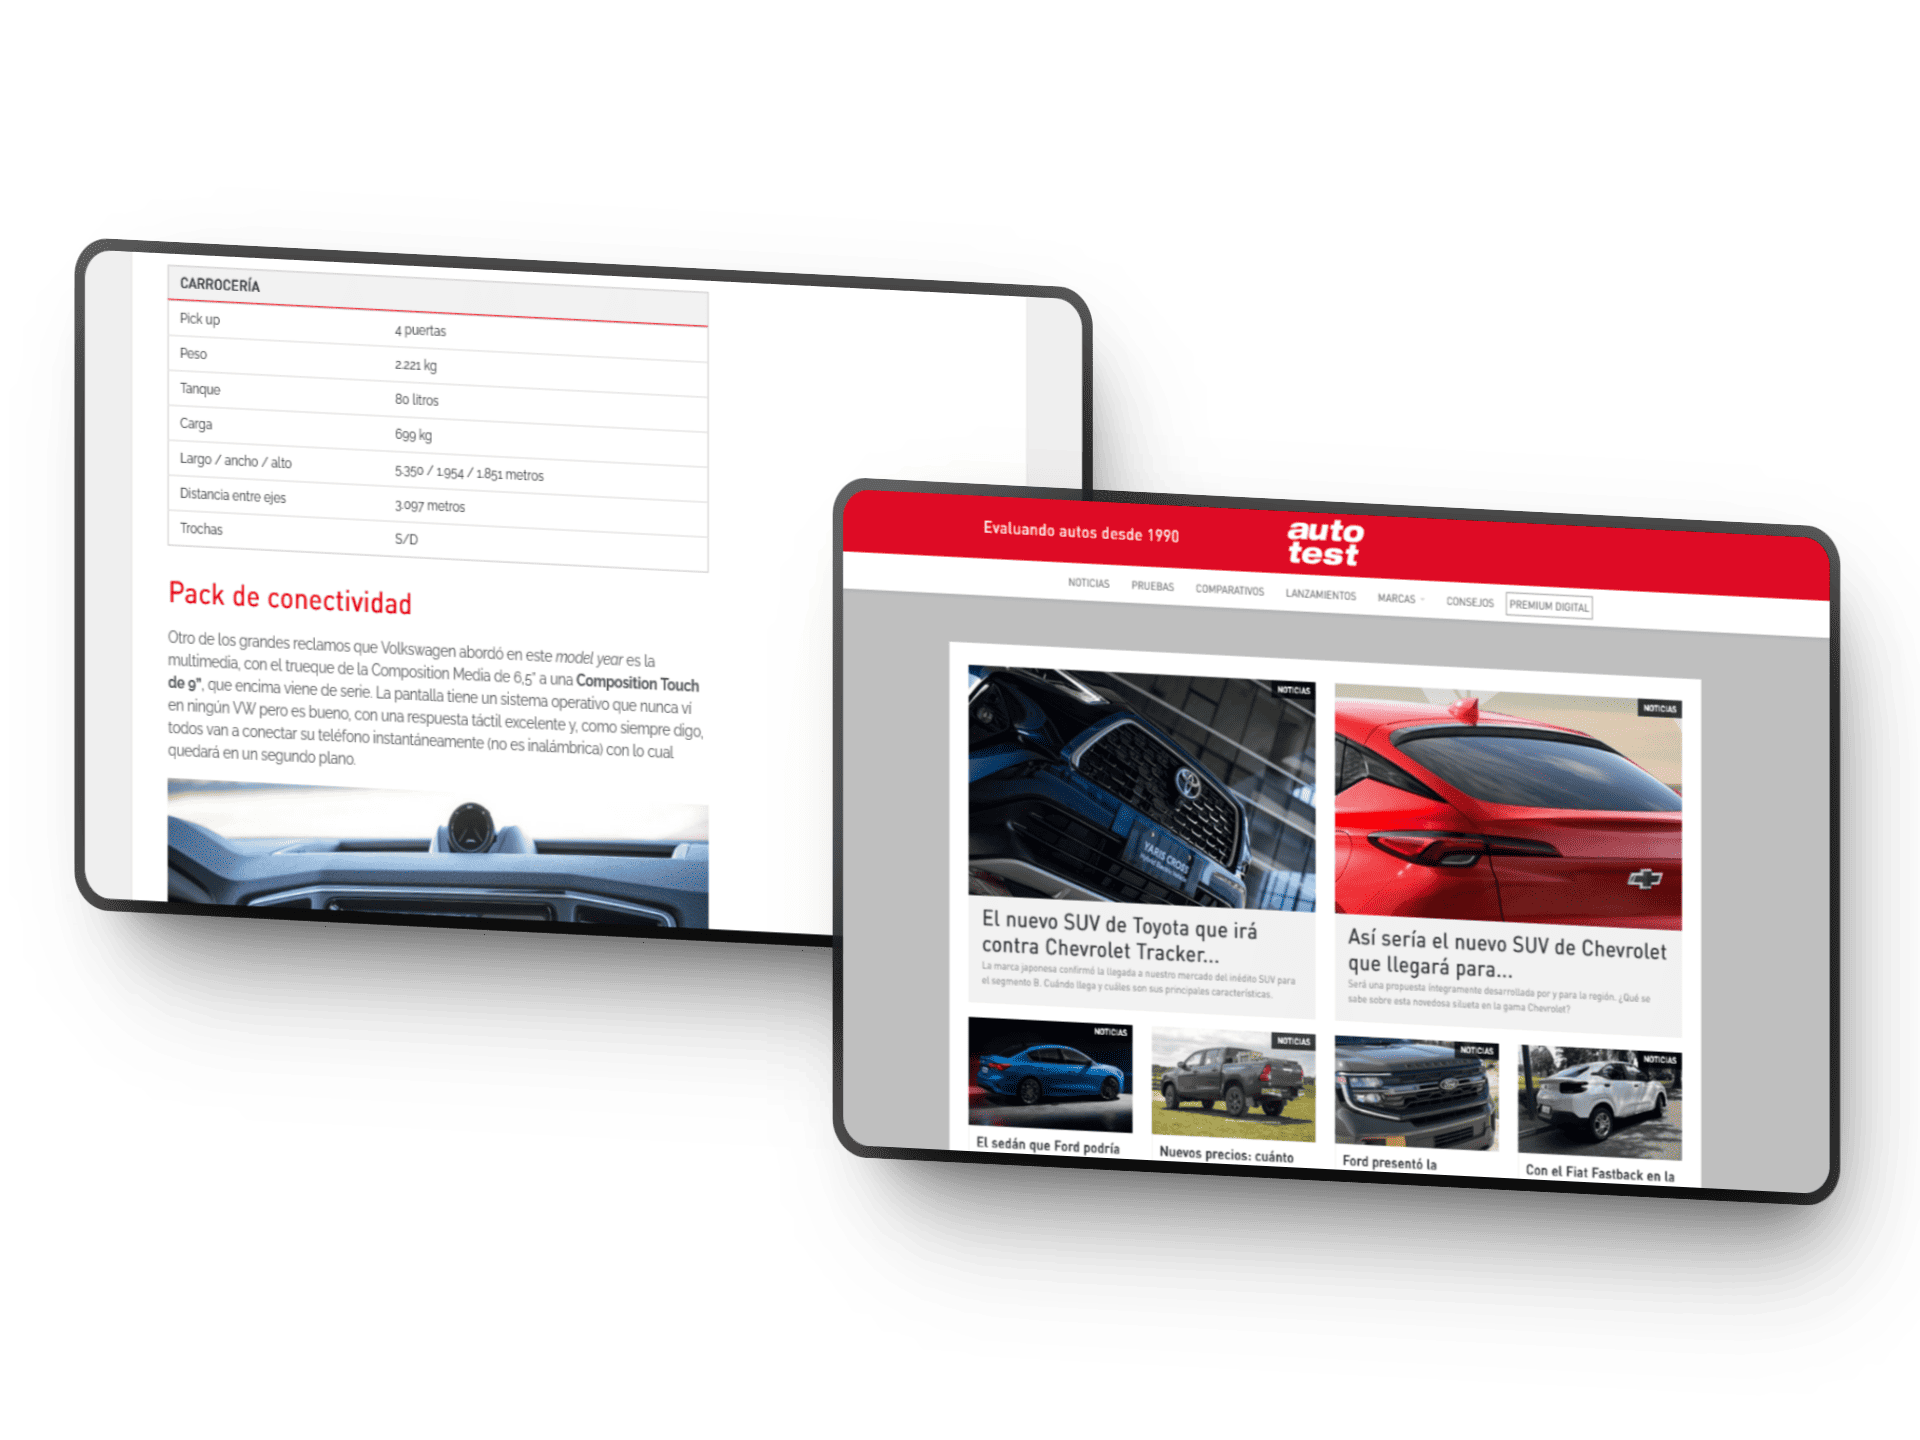 CARROCERÍA
Pick up 4 puertas
Peso 2.221 kg
Tanque 80 litros
Carga 699 kg
Largo / ancho / alto 5.350 / 1.954 / 1.851 metros
Distancia entre ejes 3.097 metros
Trochas S/D
Pack de conectividad
Otro de los grandes reclamos que Volkswagen abordó en este model year es la
multimedia, con el trueque de la Composition Media de 6,5" a una Composition Touch
de 9", que encima viene de serie. La pantalla tiene un sistema operativo que nunca vi
en ningún VW pero es bueno, con una respuesta táctil excelente y, como siempre digo,
todos van a conectar su teléfono instantáneamente (no es inalámbrica) con lo cual
quedará en un segundo plano.
Evaluando autos desde 1990
auto
test
NOTICIAS PRUEBAS COMPARATIVOS LANZAMIENTOS MARCAS CONSEJOS PREMIUM DIGITAL
NOTICIAS
YARIS CROSS
Hybrid Electric Vehicle
El nuevo SUV de Toyota que irá
contra Chevrolet Tracker...
La marca japonesa confirmó la llegada a nuestro mercado del inédito SUV para
el segmento B. Cuándo llega y cuáles son sus principales características.
NOTICIAS
Así sería el nuevo SUV de Chevrolet
que llegará para...
Será una propuesta íntegramente desarrollada por y para la región. ¿Qué se
sabe sobre esta novedosa silueta en la gama Chevrolet?
NOTICIAS
El sedán que Ford podría
NOTICIAS
Nuevos precios: cuánto
NOTICIAS
Ford presentó la
NOTICIAS
Con el Fiat Fastback en la